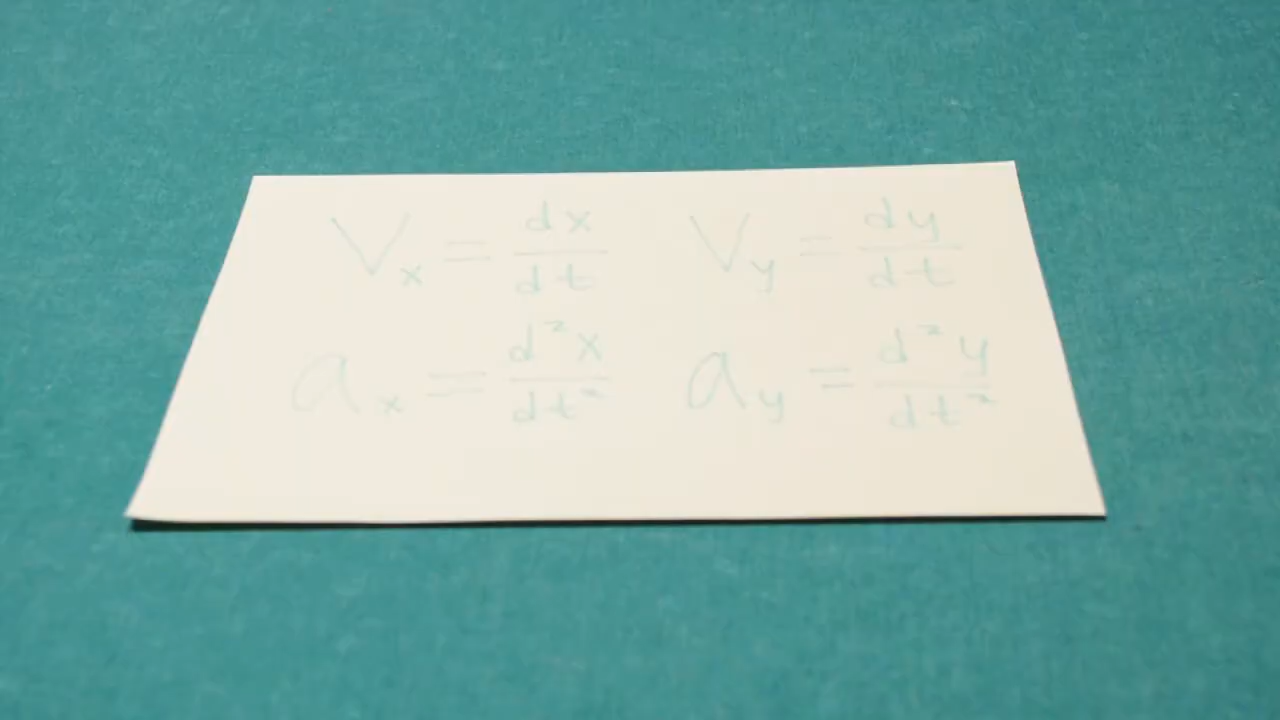 Vx = dx/dt Vy = dy/dt
ax = d²x/dt² ay = d²y/dt²